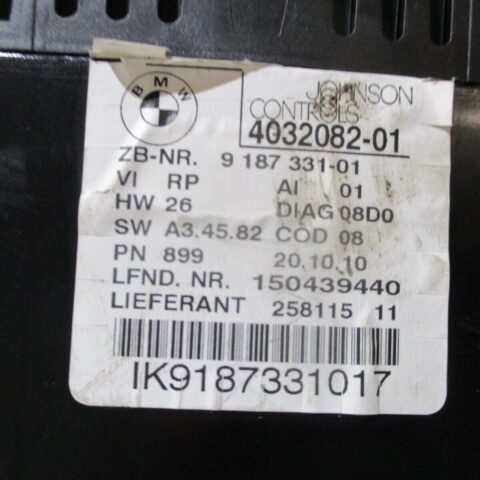 BMW
JOHNSON
CONTROLS
4032082-01
ZB-NR. 9 187 331-01
VI RP AI 01
HW 26 DIAG 08D0
SW A3.45.82 COD 08
PN 899 20.10.10
LFND. NR. 150439440
LIEFERANT 258115 11
IK9187331017